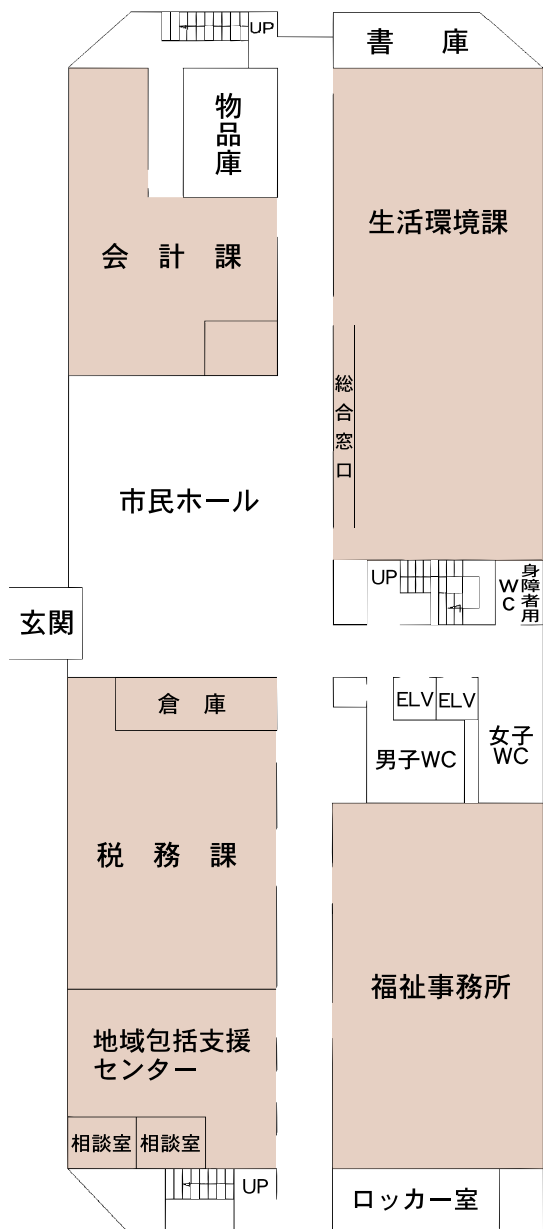 UP
書 庫
物品庫
生活環境課
会 計 課
総合窓口
市民ホール
UP
身障者用
WC
玄関
倉 庫
ELV
ELV
男子WC
女子
WC
税 務 課
福祉事務所
地域包括支援
センター
相談室
相談室
UP
ロッカー室